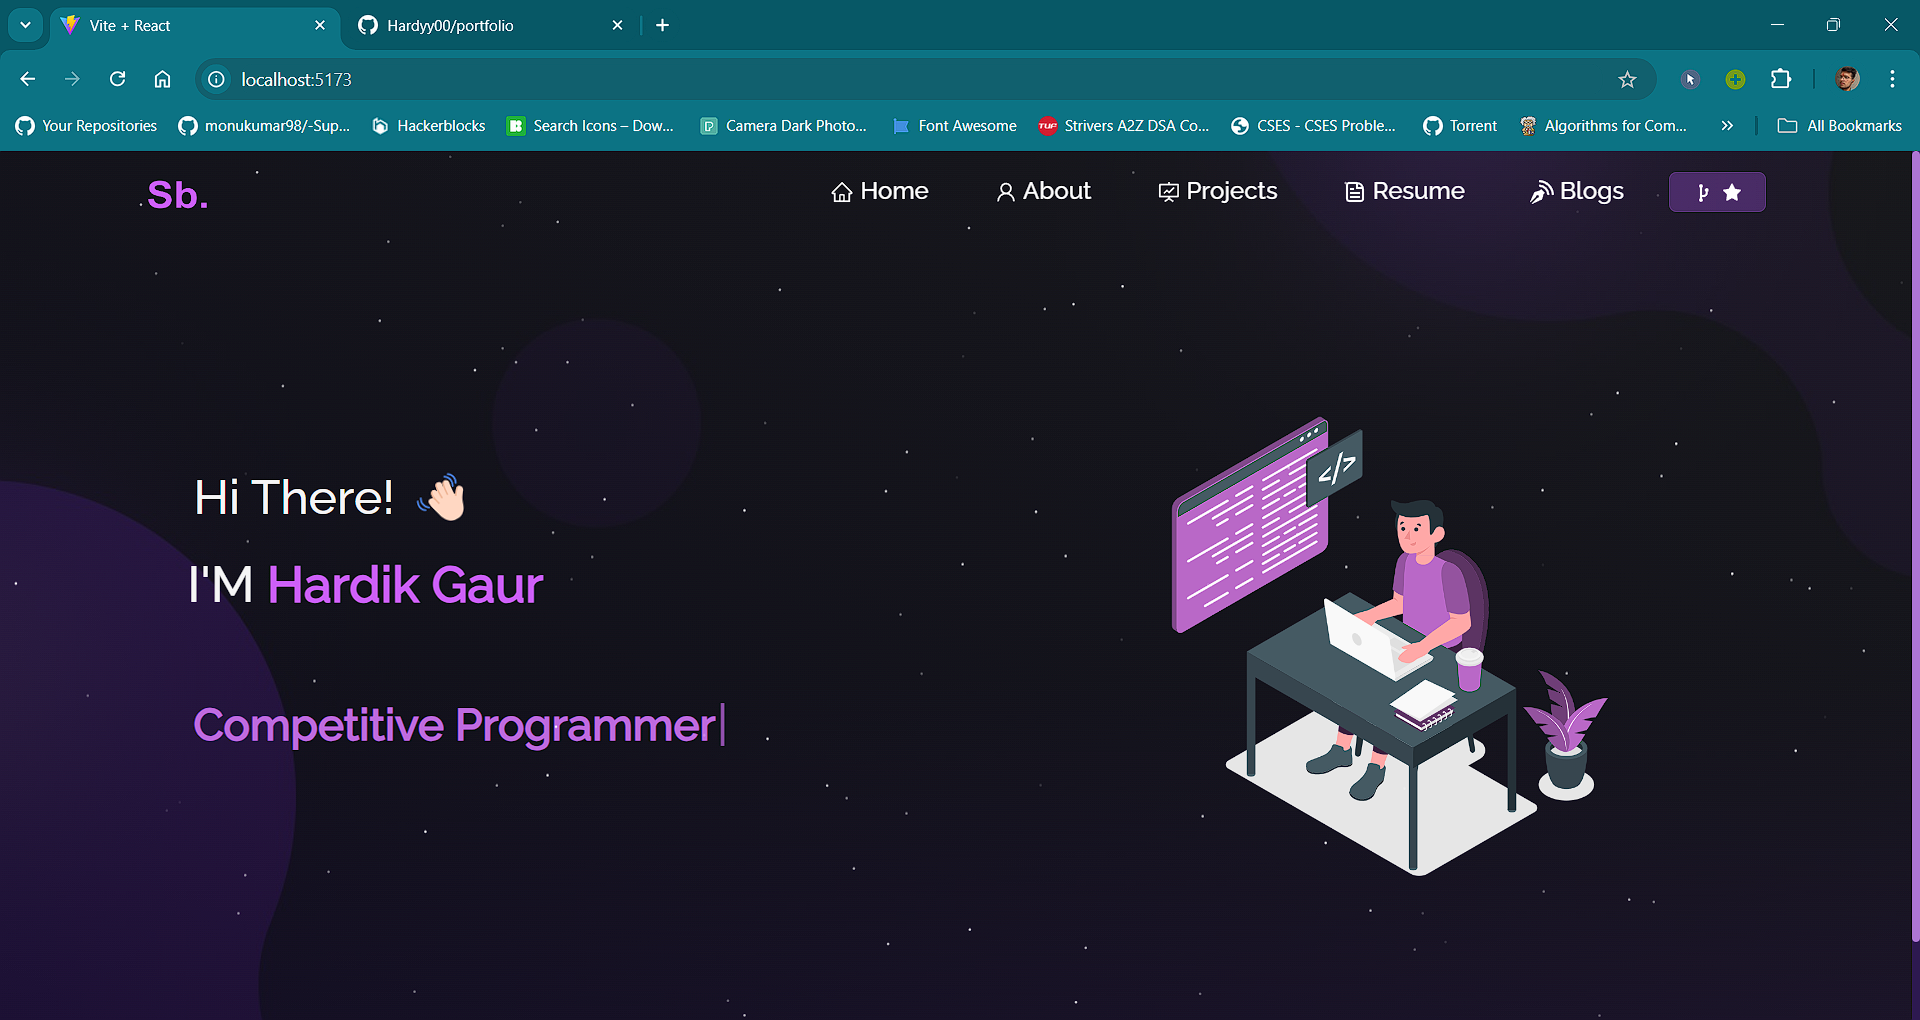 Vite + React
Hardyy00/portfolio
localhost:5173
Your Repositories
monukumar98/-Sup...
Hackerblocks
Search Icons – Dow...
Camera Dark Photo...
Font Awesome
TUF
Strivers A2Z DSA Co...
CSES - CSES Proble...
Torrent
Algorithms for Com...
All Bookmarks
Sb.
Home
About
Projects
Resume
Blogs
</>
Hi There! 👋🏻
I'M Hardik Gaur
Competitive Programmer|